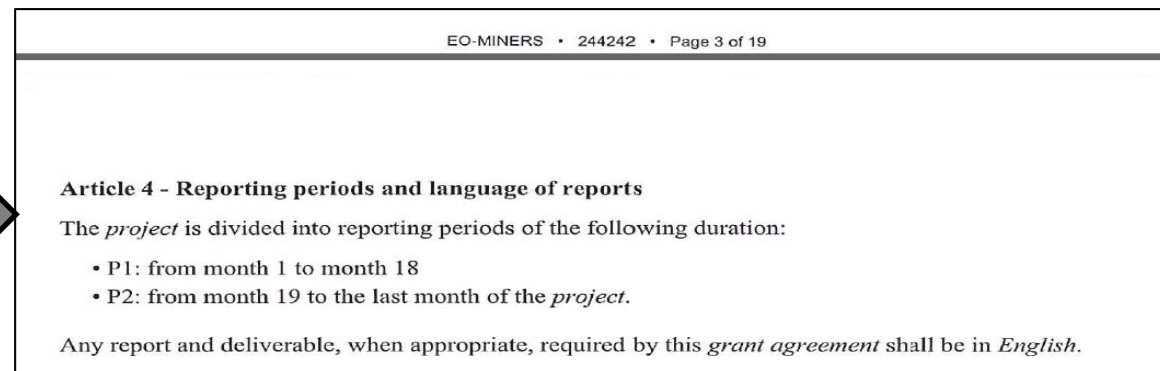 EO-MINERS • 244242 • Page 3 of 19
Article 4 - Reporting periods and language of reports
The project is divided into reporting periods of the following duration:
• P1: from month 1 to month 18
• P2: from month 19 to the last month of the project.
Any report and deliverable, when appropriate, required by this grant agreement shall be in English.